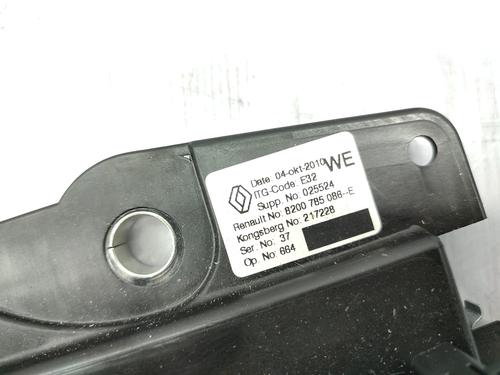 Date: 04-okt-2010 WE
ITG-Code: E32
Supp. No: 025524
Renault No: 8200 785 086--E
Kongsberg No: 217228
Ser. No: 37
Op. No: 664